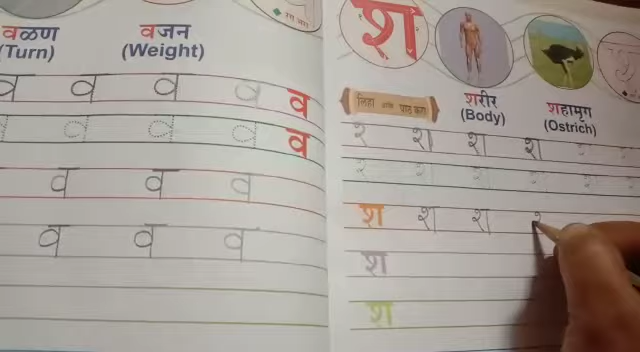 वळण
(Turn)
वजन
(Weight)
व व व व व
व व व व
व व व
व व व
श
शरीर
(Body)
शहामृग
(Ostrich)
लिहा आणि पाठ करा
श श श श श श
श श श श श श
श श श
श
श